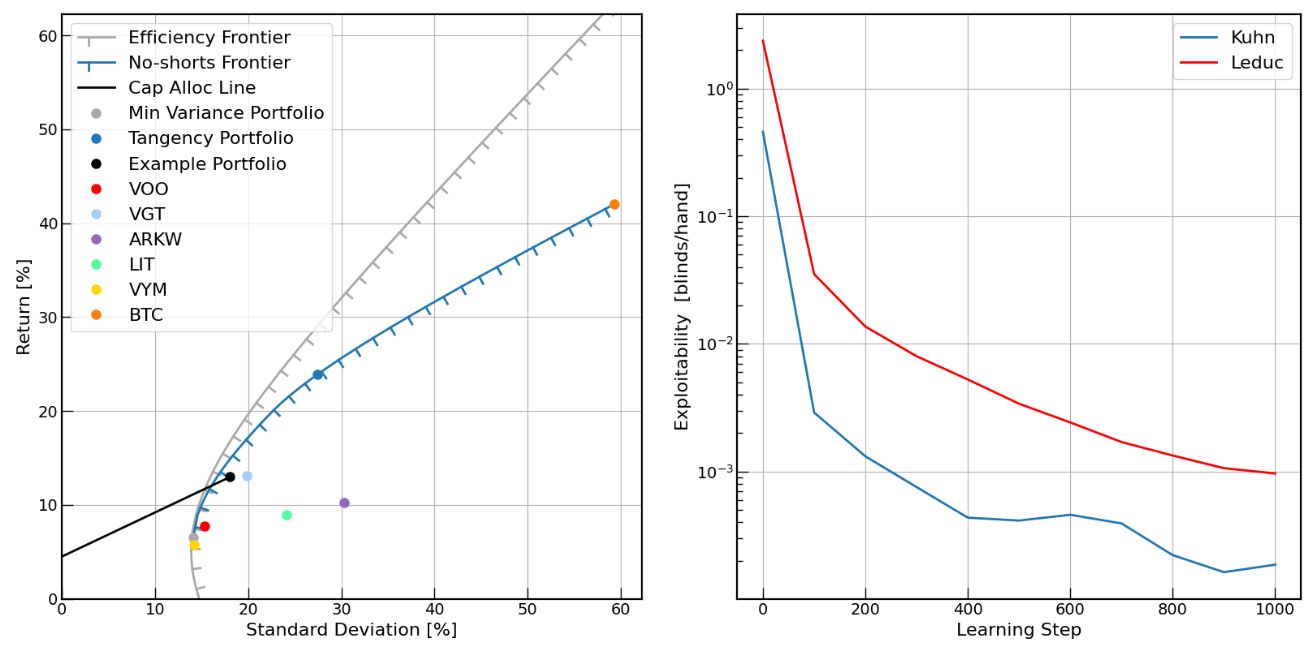 Efficiency Frontier
No-shorts Frontier
Cap Alloc Line
Min Variance Portfolio
Tangency Portfolio
Example Portfolio
VOO
VGT
ARKW
LIT
VYM
BTC
60
50
40
30
20
10
0
Return [%]
0 10 20 30 40 50 60
Standard Deviation [%]
Kuhn
Leduc
10⁰
10⁻¹
10⁻²
10⁻³
Exploitability [blinds/hand]
0 200 400 600 800 1000
Learning Step